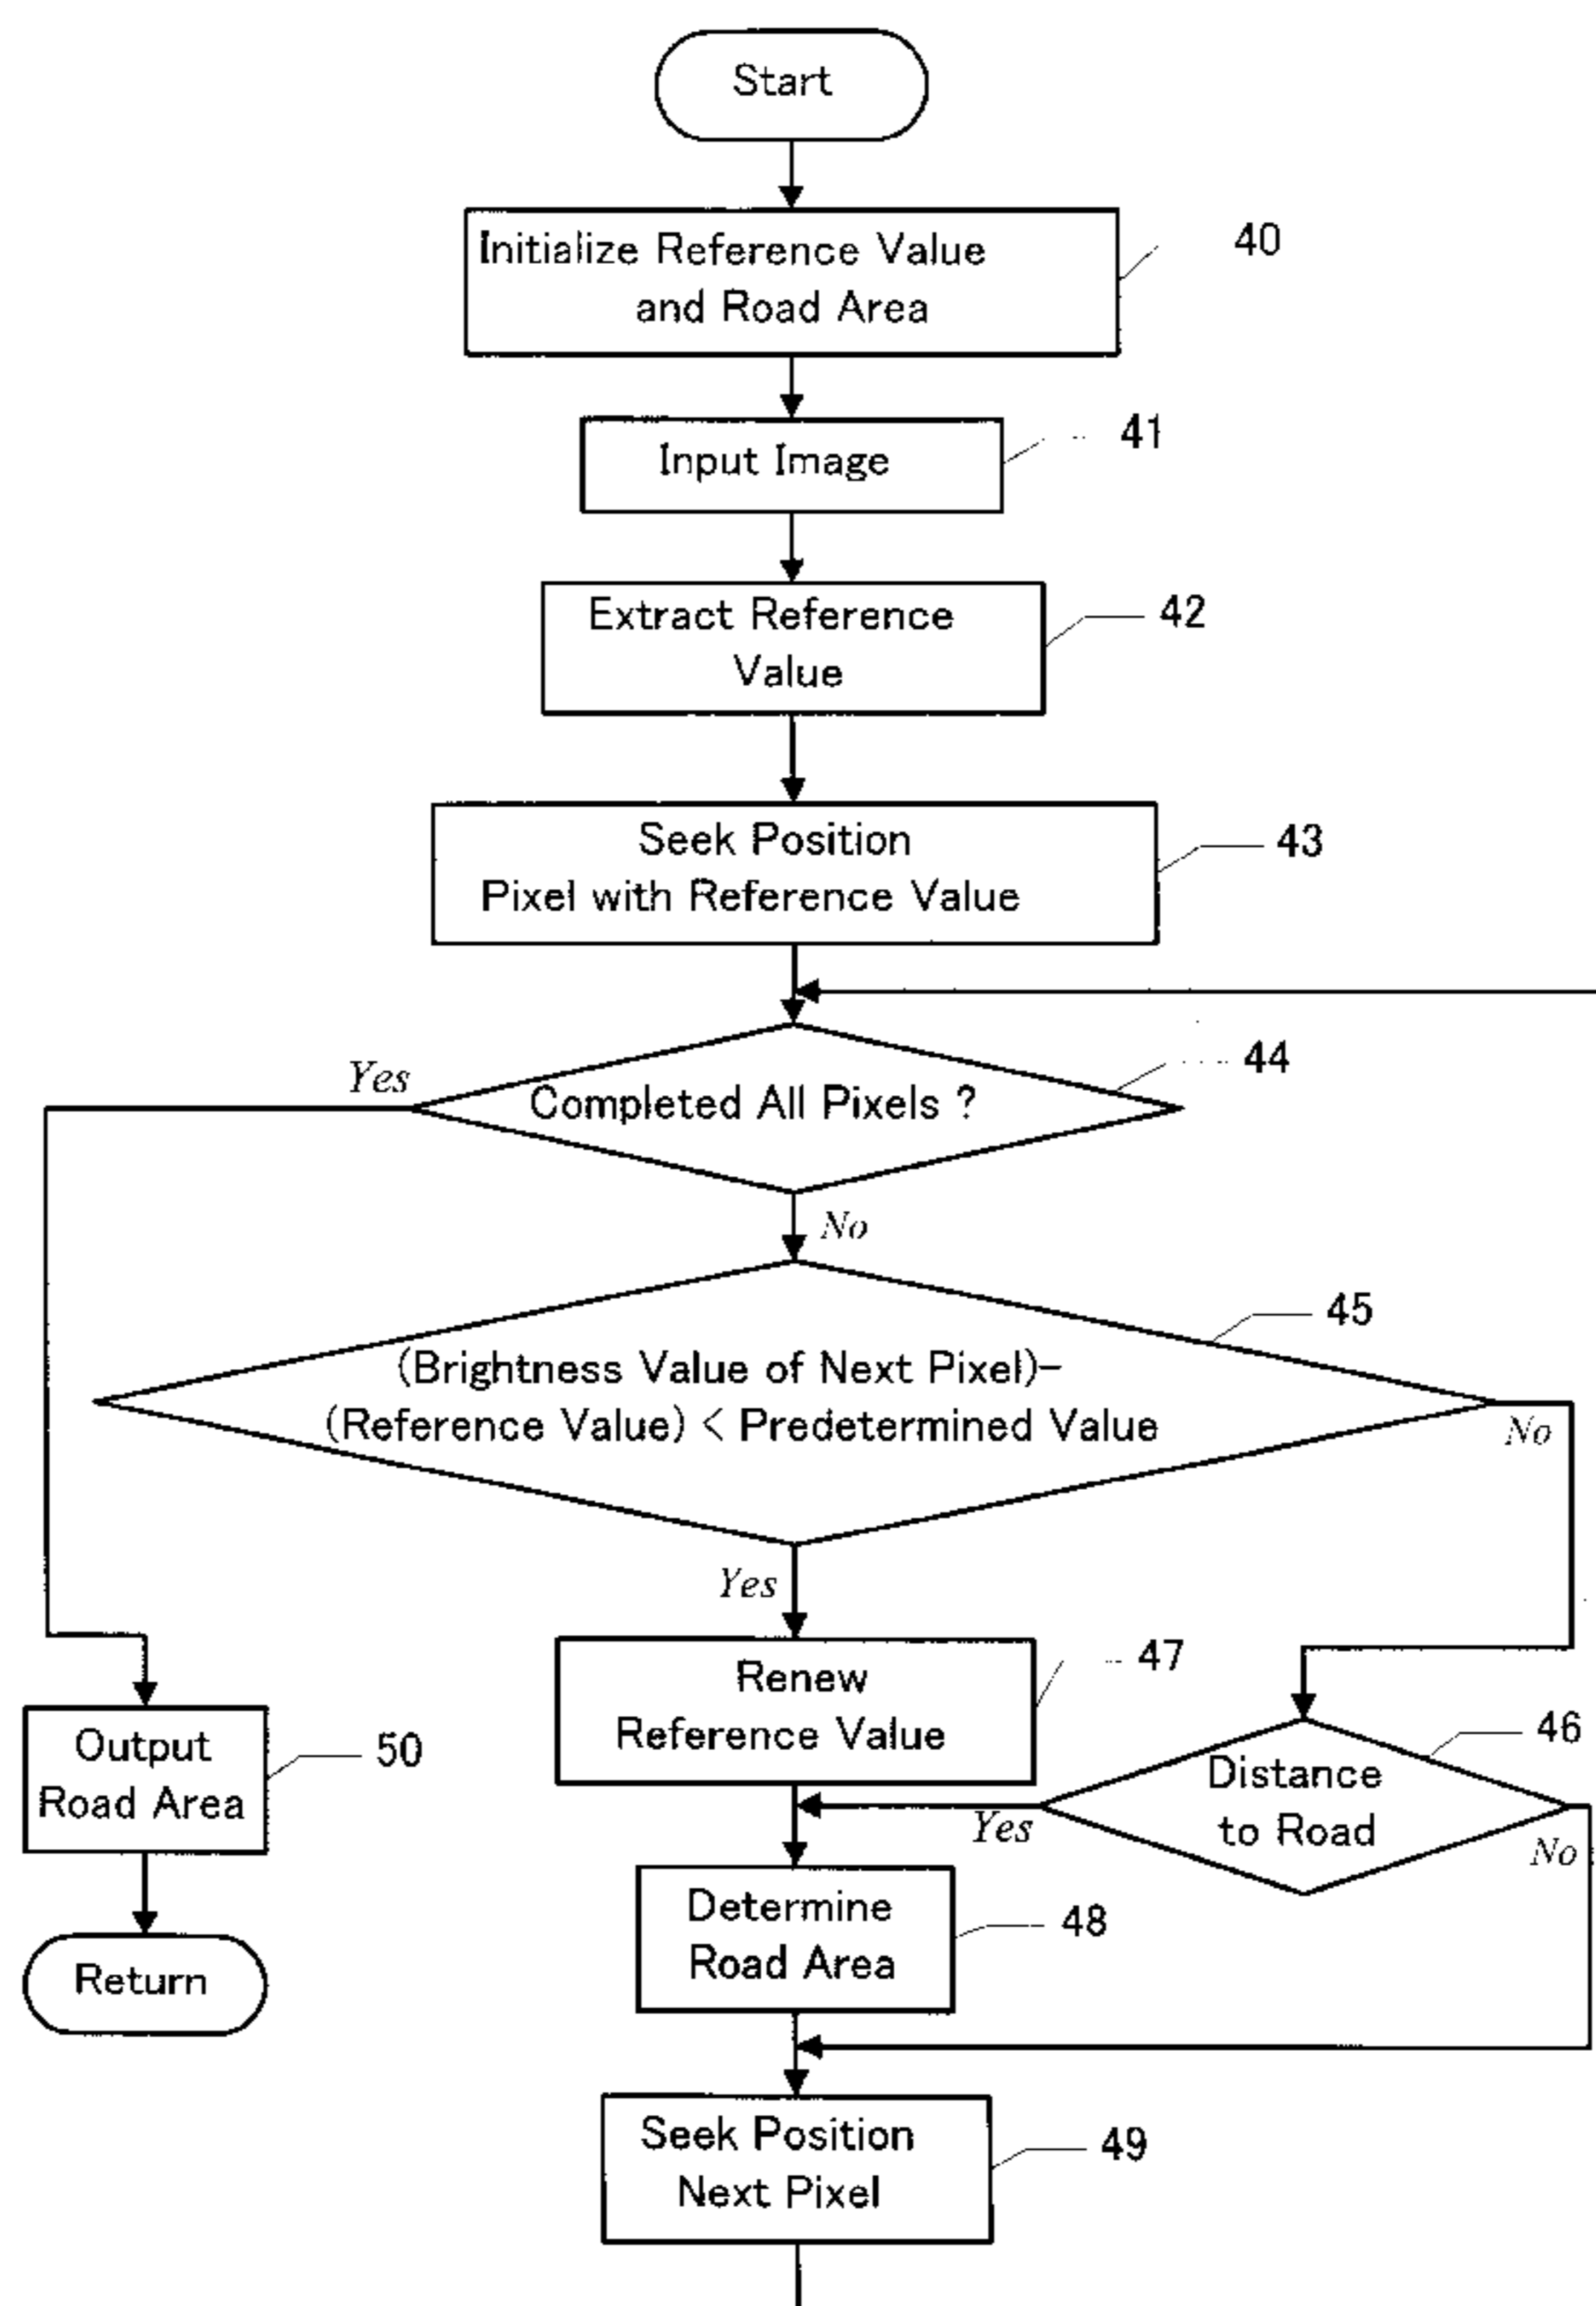 Start
Initialize Reference Value
and Road Area
40
Input Image
41
Extract Reference
Value
42
Seek Position
Pixel with Reference Value
43
Yes
Completed All Pixels ?
44
No
(Brightness Value of Next Pixel)-
(Reference Value) < Predetermined Value
45
No
Yes
Renew
Reference Value
47
Output
Road Area
50
Distance
to Road
46
Yes
No
Determine
Road Area
48
Return
Seek Position
Next Pixel
49